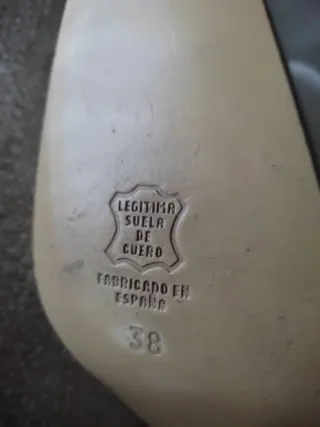 LEGITIMA
SUELA
DE
CUERO
FABRICADO EN
ESPAÑA
38